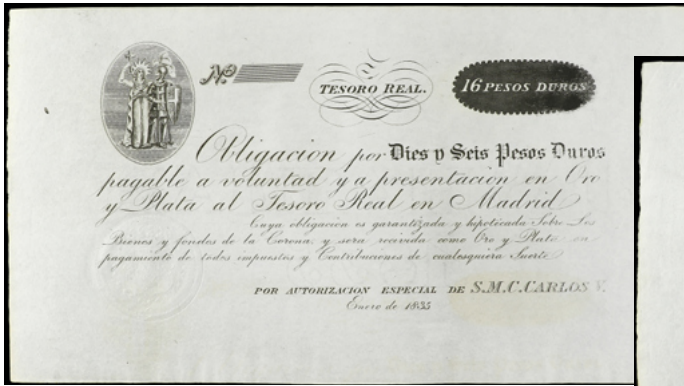 Nº
TESORO REAL.
16 PESOS DUROS
Obligacion por Dies y Seis Pesos Duros
pagable a voluntad y a presentacion en Oro
y Plata al Tesoro Real en Madrid
Cuya obligacion es garantizada y hipotecada Sobre Los
Bienes y fondos de la Corona, y sera recivida como Oro y Plata en
pagamiento de todos impuestos y Contribuciones de cualesquiera Suerte
POR AUTORIZACION ESPECIAL DE S.M.C. CARLOS V.
Enero de 1835